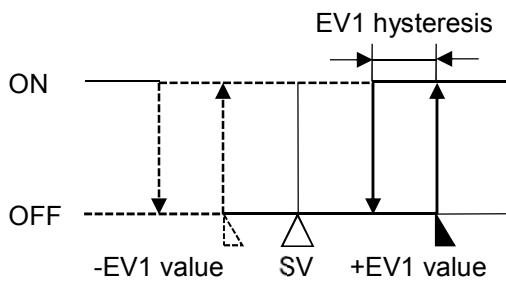 EV1 hysteresis
ON
OFF
-EV1 value SV +EV1 value